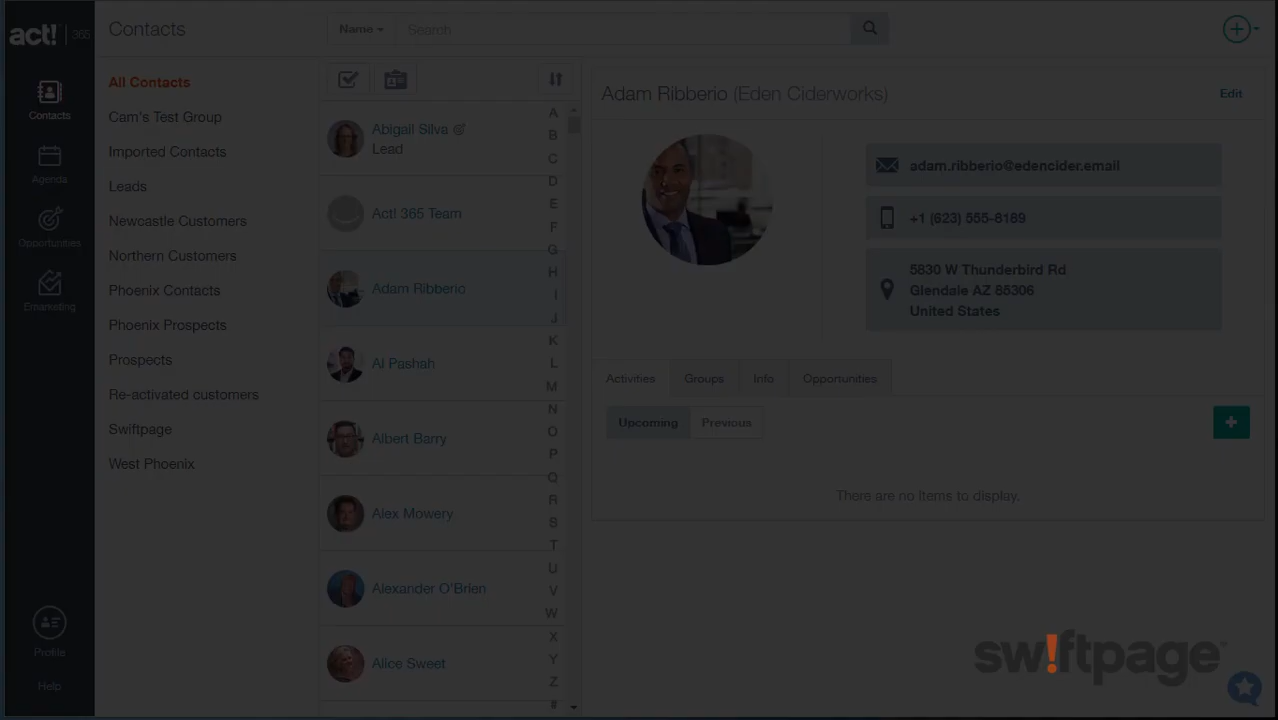 act! 365
Contacts
Name
Search
Contacts
Agenda
Opportunities
Emarketing
Profile
Help
All Contacts
Cam's Test Group
Imported Contacts
Leads
Newcastle Customers
Northern Customers
Phoenix Contacts
Phoenix Prospects
Prospects
Re-activated customers
Swiftpage
West Phoenix
Abigail Silva
Lead
Act! 365 Team
Adam Ribberio
Al Pashah
Albert Barry
Alex Mowery
Alexander O'Brien
Alice Sweet
A
B
C
D
E
F
G
H
I
J
K
L
M
N
O
P
Q
R
S
T
U
V
W
X
Y
Z
#
Adam Ribberio (Eden Ciderworks)
Edit
adam.ribberio@edencider.email
+1 (623) 555-8189
5830 W Thunderbird Rd
Glendale AZ 85306
United States
Activities Groups Info Opportunities
Upcoming Previous
There are no items to display.
sw!ftpage™